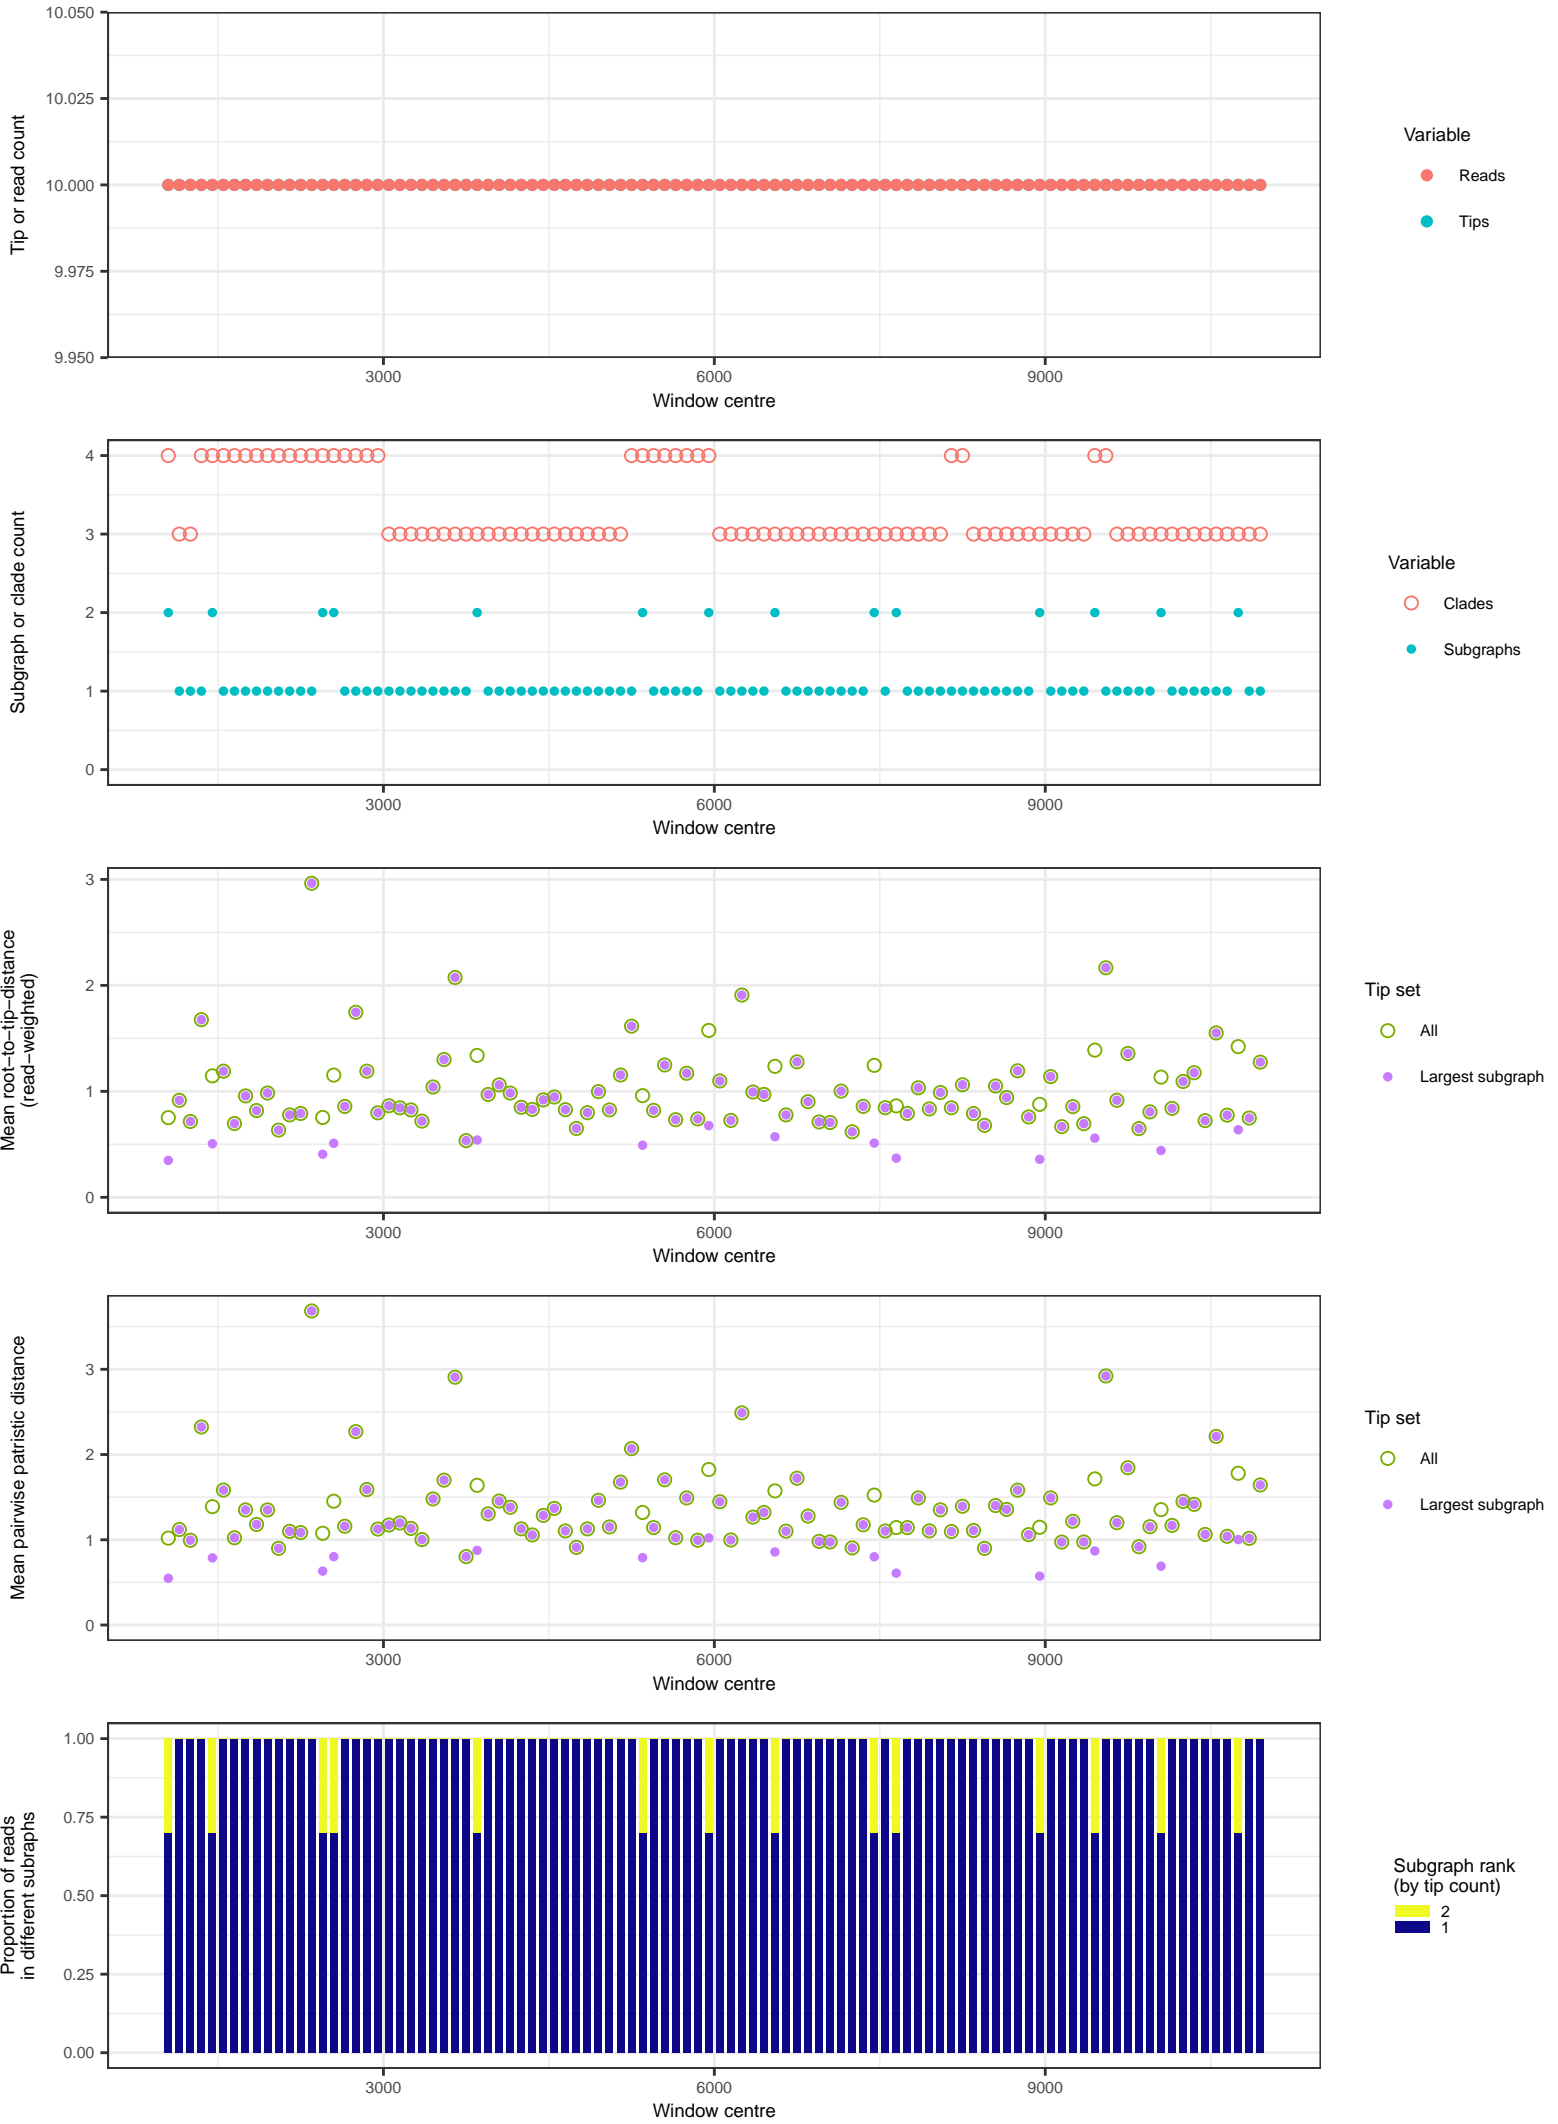 10.050
10.025
10.000
9.975
9.950
Tip or read count
3000
6000
9000
Window centre
Variable
Reads
Tips
4
3
2
1
0
Subgraph or clade count
3000
6000
9000
Window centre
Variable
Clades
Subgraphs
3
2
1
0
Mean root−to−tip−distance
(read−weighted)
3000
6000
9000
Window centre
Tip set
All
Largest subgraph
3
2
1
0
Mean pairwise patristic distance
3000
6000
9000
Window centre
Tip set
All
Largest subgraph
1.00
0.75
0.50
0.25
0.00
Proportion of reads
in different subraphs
3000
6000
9000
Window centre
Subgraph rank
(by tip count)
2
1